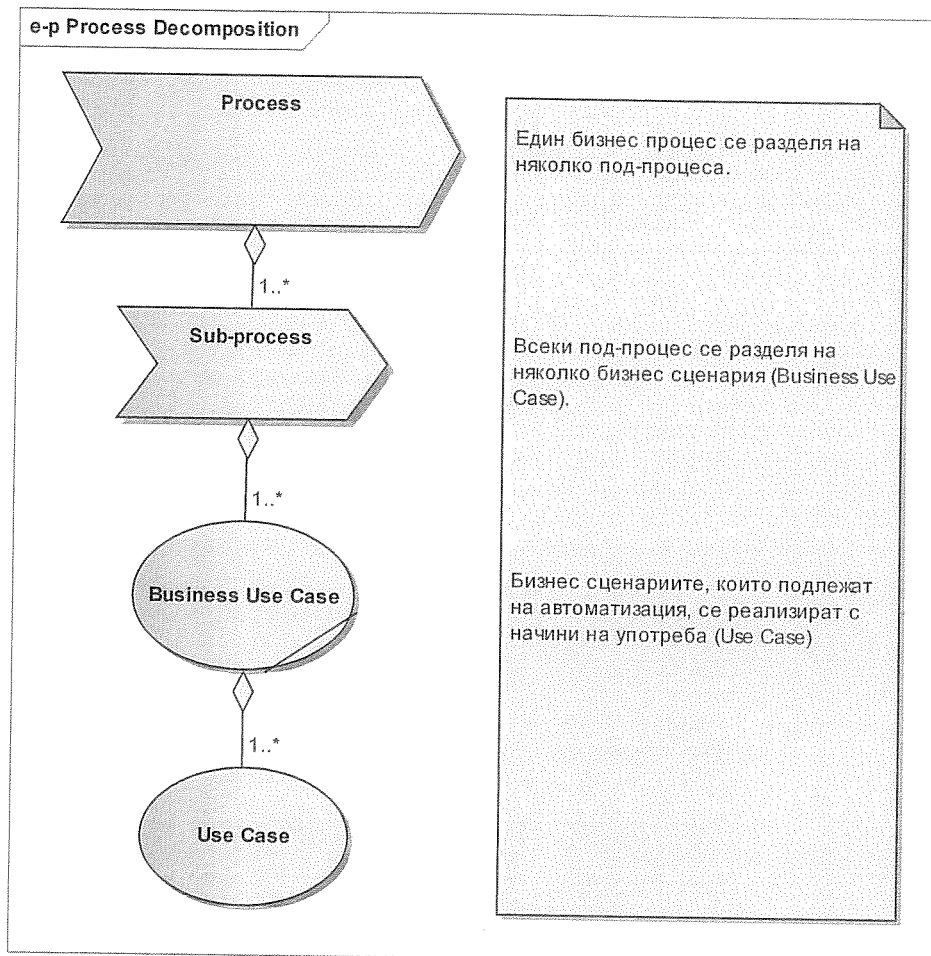 e-p Process Decomposition
Process
1..*
Sub-process
1..*
Business Use Case
1..*
Use Case
Един бизнес процес се разделя на
няколко под-процеса.
Всеки под-процес се разделя на
няколко бизнес сценария (Business Use
Case).
Бизнес сценариите, които подлежат
на автоматизация, се реализират с
начини на употреба (Use Case)